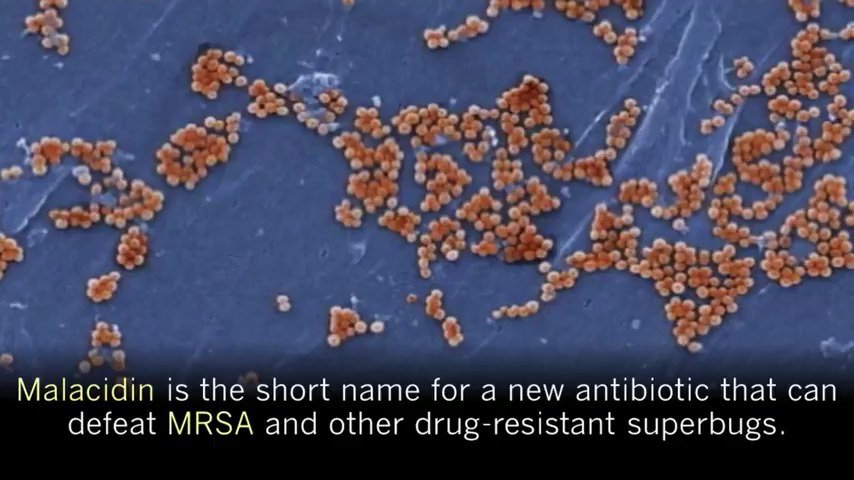 Malacidin is the short name for a new antibiotic that can
defeat MRSA and other drug-resistant superbugs.